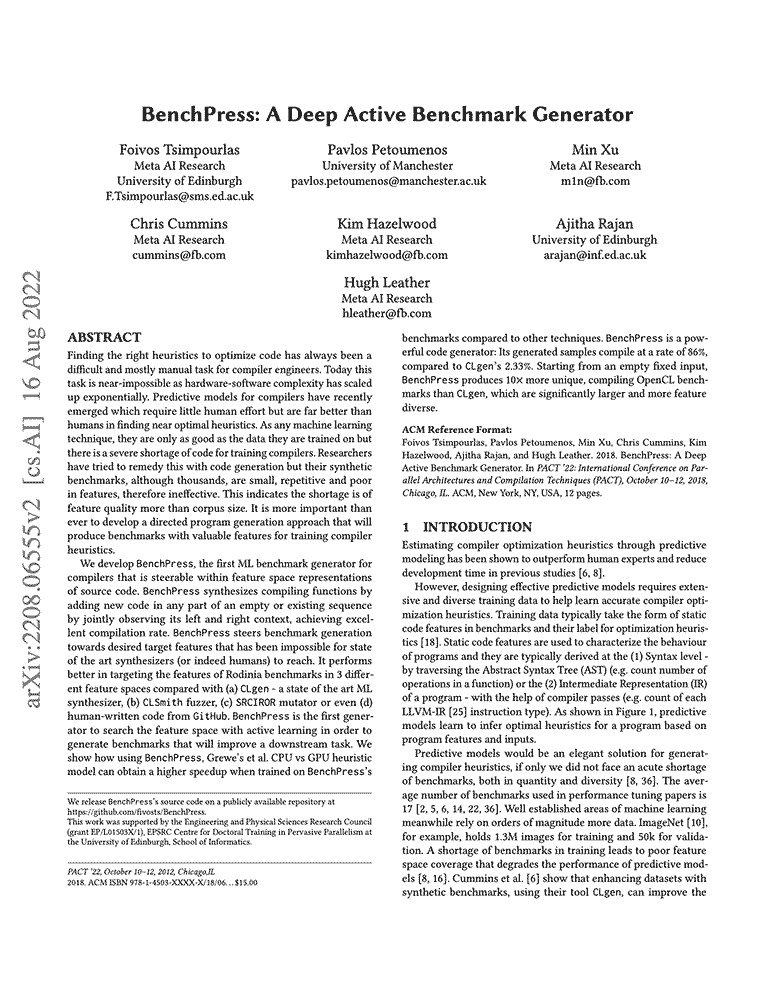 BenchPress: A Deep Active Benchmark Generator
Foivos Tsimpourlas
Meta AI Research
University of Edinburgh
F.Tsimpourlas@sms.ed.ac.uk
Pavlos Petoumenos
University of Manchester
pavlos.petoumenos@manchester.ac.uk
Min Xu
Meta AI Research
m1n@fb.com
Chris Cummins
Meta AI Research
cummins@fb.com
Kim Hazelwood
Meta AI Research
kimhazelwood@fb.com
Ajitha Rajan
University of Edinburgh
arajan@inf.ed.ac.uk
Hugh Leather
Meta AI Research
hleather@fb.com
arXiv:2208.06555v2 [cs.AI] 16 Aug 2022
ABSTRACT
Finding the right heuristics to optimize code has always been a
difficult and mostly manual task for compiler engineers. Today this
task is near-impossible as hardware-software complexity has scaled
up exponentially. Predictive models for compilers have recently
emerged which require little human effort but are far better than
humans in finding near optimal heuristics. As any machine learning
technique, they are only as good as the data they are trained on but
there is a severe shortage of code for training compilers. Researchers
have tried to remedy this with code generation but their synthetic
benchmarks, although thousands, are small, repetitive and poor
in features, therefore ineffective. This indicates the shortage is of
feature quality more than corpus size. It is more important than
ever to develop a directed program generation approach that will
produce benchmarks with valuable features for training compiler
heuristics.
We develop BenchPress, the first ML benchmark generator for
compilers that is steerable within feature space representations
of source code. BenchPress synthesizes compiling functions by
adding new code in any part of an empty or existing sequence
by jointly observing its left and right context, achieving excel-
lent compilation rate. BenchPress steers benchmark generation
towards desired target features that has been impossible for state
of the art synthesizers (or indeed humans) to reach. It performs
better in targeting the features of Rodinia benchmarks in 3 differ-
ent feature spaces compared with (a) CLgen - a state of the art ML
synthesizer, (b) CLSmith fuzzer, (c) SRCIROR mutator or even (d)
human-written code from GitHub. BenchPress is the first gener-
ator to search the feature space with active learning in order to
generate benchmarks that will improve a downstream task. We
show how using BenchPress, Grewe's et al. CPU vs GPU heuristic
model can obtain a higher speedup when trained on BenchPress's
We release BenchPress's source code on a publicly available repository at
https://github.com/fivosts/BenchPress.
This work was supported by the Engineering and Physical Sciences Research Council
(grant EP/L01503X/1), EPSRC Centre for Doctoral Training in Pervasive Parallelism at
the University of Edinburgh, School of Informatics.
PACT '22, October 10–12, 2012, Chicago,IL
2018. ACM ISBN 978-1-4503-XXXX-X/18/06...$15.00
benchmarks compared to other techniques. BenchPress is a pow-
erful code generator: Its generated samples compile at a rate of 86%,
compared to CLgen's 2.33%. Starting from an empty fixed input,
BenchPress produces 10× more unique, compiling OpenCL bench-
marks than CLgen, which are significantly larger and more feature
diverse.
ACM Reference Format:
Foivos Tsimpourlas, Pavlos Petoumenos, Min Xu, Chris Cummins, Kim
Hazelwood, Ajitha Rajan, and Hugh Leather. 2018. BenchPress: A Deep
Active Benchmark Generator. In PACT '22: International Conference on Par-
allel Architectures and Compilation Techniques (PACT), October 10–12, 2018,
Chicago, IL. ACM, New York, NY, USA, 12 pages.
1 INTRODUCTION
Estimating compiler optimization heuristics through predictive
modeling has been shown to outperform human experts and reduce
development time in previous studies [6, 8].
However, designing effective predictive models requires exten-
sive and diverse training data to help learn accurate compiler opti-
mization heuristics. Training data typically take the form of static
code features in benchmarks and their label for optimization heuris-
tics [18]. Static code features are used to characterize the behaviour
of programs and they are typically derived at the (1) Syntax level -
by traversing the Abstract Syntax Tree (AST) (e.g. count number of
operations in a function) or the (2) Intermediate Representation (IR)
of a program - with the help of compiler passes (e.g. count of each
LLVM-IR [25] instruction type). As shown in Figure 1, predictive
models learn to infer optimal heuristics for a program based on
program features and inputs.
Predictive models would be an elegant solution for generat-
ing compiler heuristics, if only we did not face an acute shortage
of benchmarks, both in quantity and diversity [8, 36]. The aver-
age number of benchmarks used in performance tuning papers is
17 [2, 5, 6, 14, 22, 36]. Well established areas of machine learning
meanwhile rely on orders of magnitude more data. ImageNet [10],
for example, holds 1.3M images for training and 50k for valida-
tion. A shortage of benchmarks in training leads to poor feature
space coverage that degrades the performance of predictive mod-
els [8, 16]. Cummins et al. [6] show that enhancing datasets with
synthetic benchmarks, using their tool CLgen, can improve the